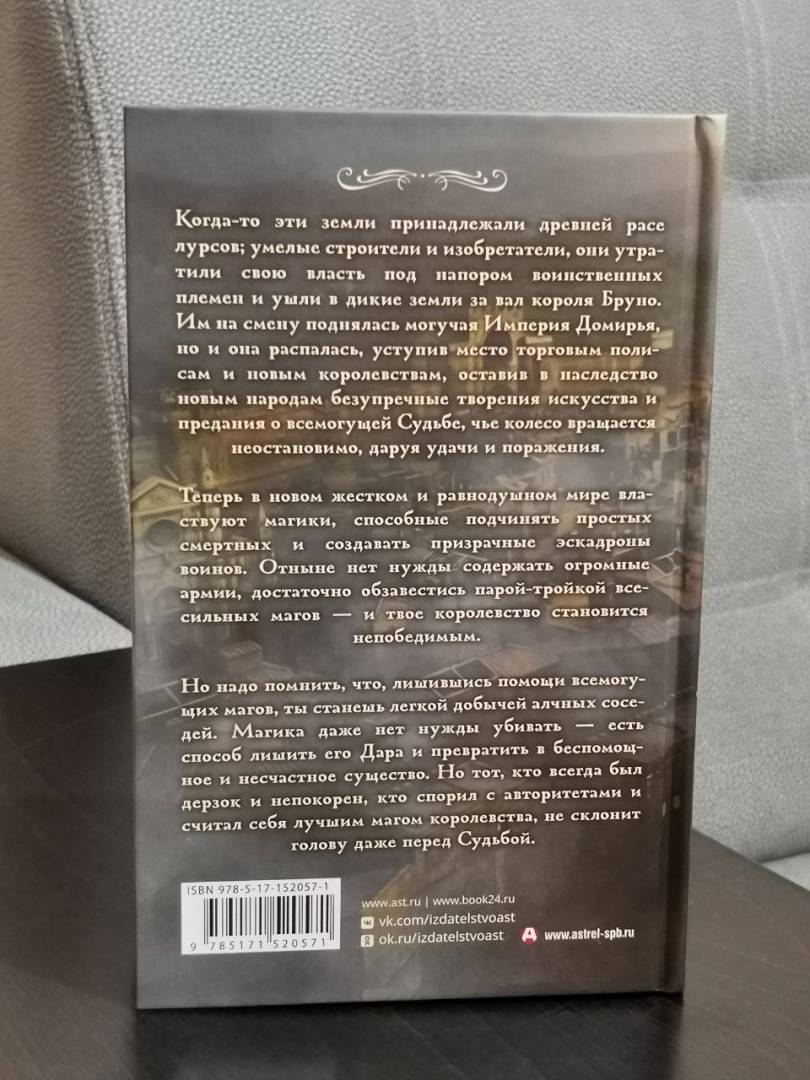 Когда-то эти земли принадлежали древней расе
лурсов; умелые строители и изобретатели, они утра-
тили свою власть под напором воинственных
племен и ушли в дикие земли за вал короля Бруно.
Им на смену поднялась могучая Империя Домирья,
но и она распалась, уступив место торговым поли-
сам и новым королевствам, оставив в наследство
новым народам безупречные творения искусства и
предания о всемогущей Судьбе, чье колесо вращается
неостановимо, даруя удачи и поражения.
Теперь в новом жестком и равнодушном мире вла-
ствуют магики, способные подчинять простых
смертных и создавать призрачные эскадроны
воинов. Отныне нет нужды содержать огромные
армии, достаточно обзавестись парой-тройкой все-
сильных магов — и твое королевство становится
непобедимым.
Но надо помнить, что, лишившись помощи всемогу-
щих магов, ты станешь легкой добычей алчных сосе-
дей. Магика даже нет нужды убивать — есть
способ лишить его Дара и превратить в беспомощ-
ное и несчастное существо. Но тот, кто всегда был
дерзок и непокорен, кто спорил с авторитетами и
считал себя лучшим магом королевства, не склонит
голову даже перед Судьбой.
ISBN 978-5-17-152057-1
9 785171 520571
www.ast.ru | www.book24.ru
vk.com/izdatelstvoast
ok.ru/izdatelstvoast
www.astrel-spb.ru